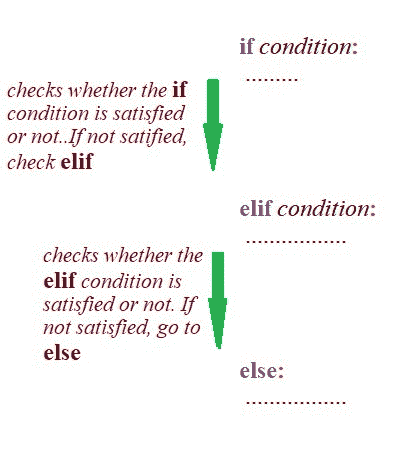 if condition:
.........
checks whether the if
condition is satisfied
or not..If not satified,
check elif
elif condition:
.................
checks whether the
elif condition is
satisfied or not. If
not satisfied, go to
else
else:
.................